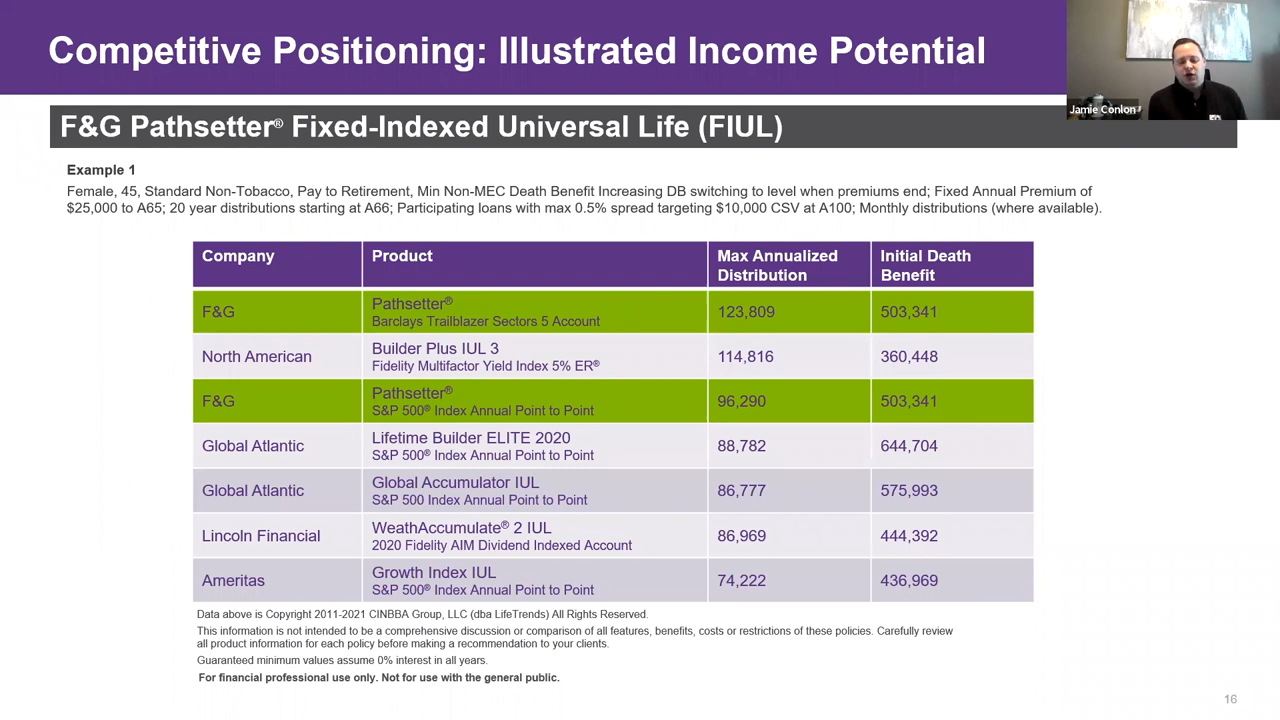 Competitive Positioning: Illustrated Income Potential
Jamie Conlon
F&G Pathsetter® Fixed-Indexed Universal Life (FIUL)
Example 1
Female, 45, Standard Non-Tobacco, Pay to Retirement, Min Non-MEC Death Benefit Increasing DB switching to level when premiums end; Fixed Annual Premium of
$25,000 to A65; 20 year distributions starting at A66; Participating loans with max 0.5% spread targeting $10,000 CSV at A100; Monthly distributions (where available).
Company Product Max Annualized Distribution Initial Death Benefit
F&G Pathsetter® 123,809 503,341
Barclays Trailblazer Sectors 5 Account
North American Builder Plus IUL 3 114,816 360,448
Fidelity Multifactor Yield Index 5% ER®
F&G Pathsetter® 96,290 503,341
S&P 500® Index Annual Point to Point
Global Atlantic Lifetime Builder ELITE 2020 88,782 644,704
S&P 500® Index Annual Point to Point
Global Atlantic Global Accumulator IUL 86,777 575,993
S&P 500 Index Annual Point to Point
Lincoln Financial WeathAccumulate® 2 IUL 86,969 444,392
2020 Fidelity AIM Dividend Indexed Account
Ameritas Growth Index IUL 74,222 436,969
S&P 500® Index Annual Point to Point
Data above is Copyright 2011-2021 CINBBA Group, LLC (dba LifeTrends) All Rights Reserved.
This information is not intended to be a comprehensive discussion or comparison of all features, benefits, costs or restrictions of these policies. Carefully review
all product information for each policy before making a recommendation to your clients.
Guaranteed minimum values assume 0% interest in all years.
For financial professional use only. Not for use with the general public.
16